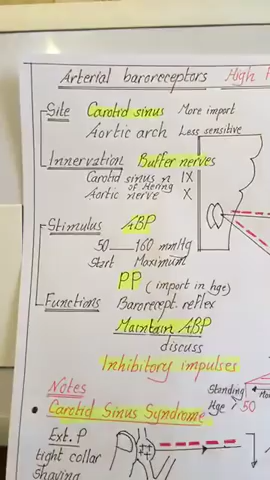 Arterial baroreceptors High
Site Carotid sinus More import
Aortic arch Less sensitive
Innervation Buffer nerves
Carotid sinus n IX
of Hering
Aortic nerve X
Stimulus ABP
50 — 160 mmHg
Start Maximum
PP (import in hge)
Functions Barorecept. reflex
Maintain ABP
discuss
Inhibitory impulses
Notes
Standing
Hge > 50
• Carotid Sinus Syndrome
Ext. P
tight collar
shaving